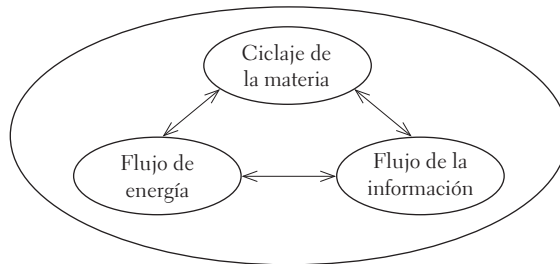 Ciclaje de
la materia
Flujo de
energía
Flujo de la
información